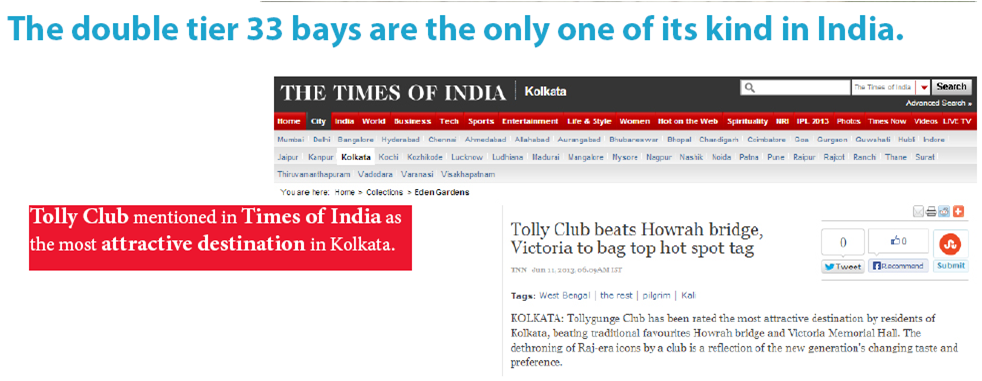 The double tier 33 bays are the only one of its kind in India.
THE TIMES OF INDIA Kolkata
The Times of India Search
Advanced Search »
Home City India World Business Tech Sports Entertainment Life & Style Women Hot on the Web Spirituality NRI IPL 2013 Photos Times Now Videos LIVE TV
Mumbai Delhi Bangalore Hyderabad Chennai Ahmedabad Allahabad Aurangabad Bhubaneswar Bhopal Chandigarh Coimbatore Goa Gurgaon Guwahati Hubli Indore
Jaipur Kanpur Kolkata Kochi Kozhikode Lucknow Ludhiana Madurai Mangalore Mysore Nagpur Nashik Noida Patna Pune Raipur Rajkot Ranchi Thane Surat
Thiruvananthapuram Vadodara Varanasi Visakhapatnam
You are here: Home > Collections > Eden Gardens
Tolly Club mentioned in Times of India as
the most attractive destination in Kolkata.
Tolly Club beats Howrah bridge,
Victoria to bag top hot spot tag
TNN Jun 11, 2013, 06.09AM IST
0 0
Tweet Recommend Submit
Tags: West Bengal | the rest | pilgrim | Kali
KOLKATA: Tollygunge Club has been rated the most attractive destination by residents of
Kolkata, beating traditional favourites Howrah bridge and Victoria Memorial Hall. The
dethroning of Raj-era icons by a club is a reflection of the new generation's changing taste and
preference.